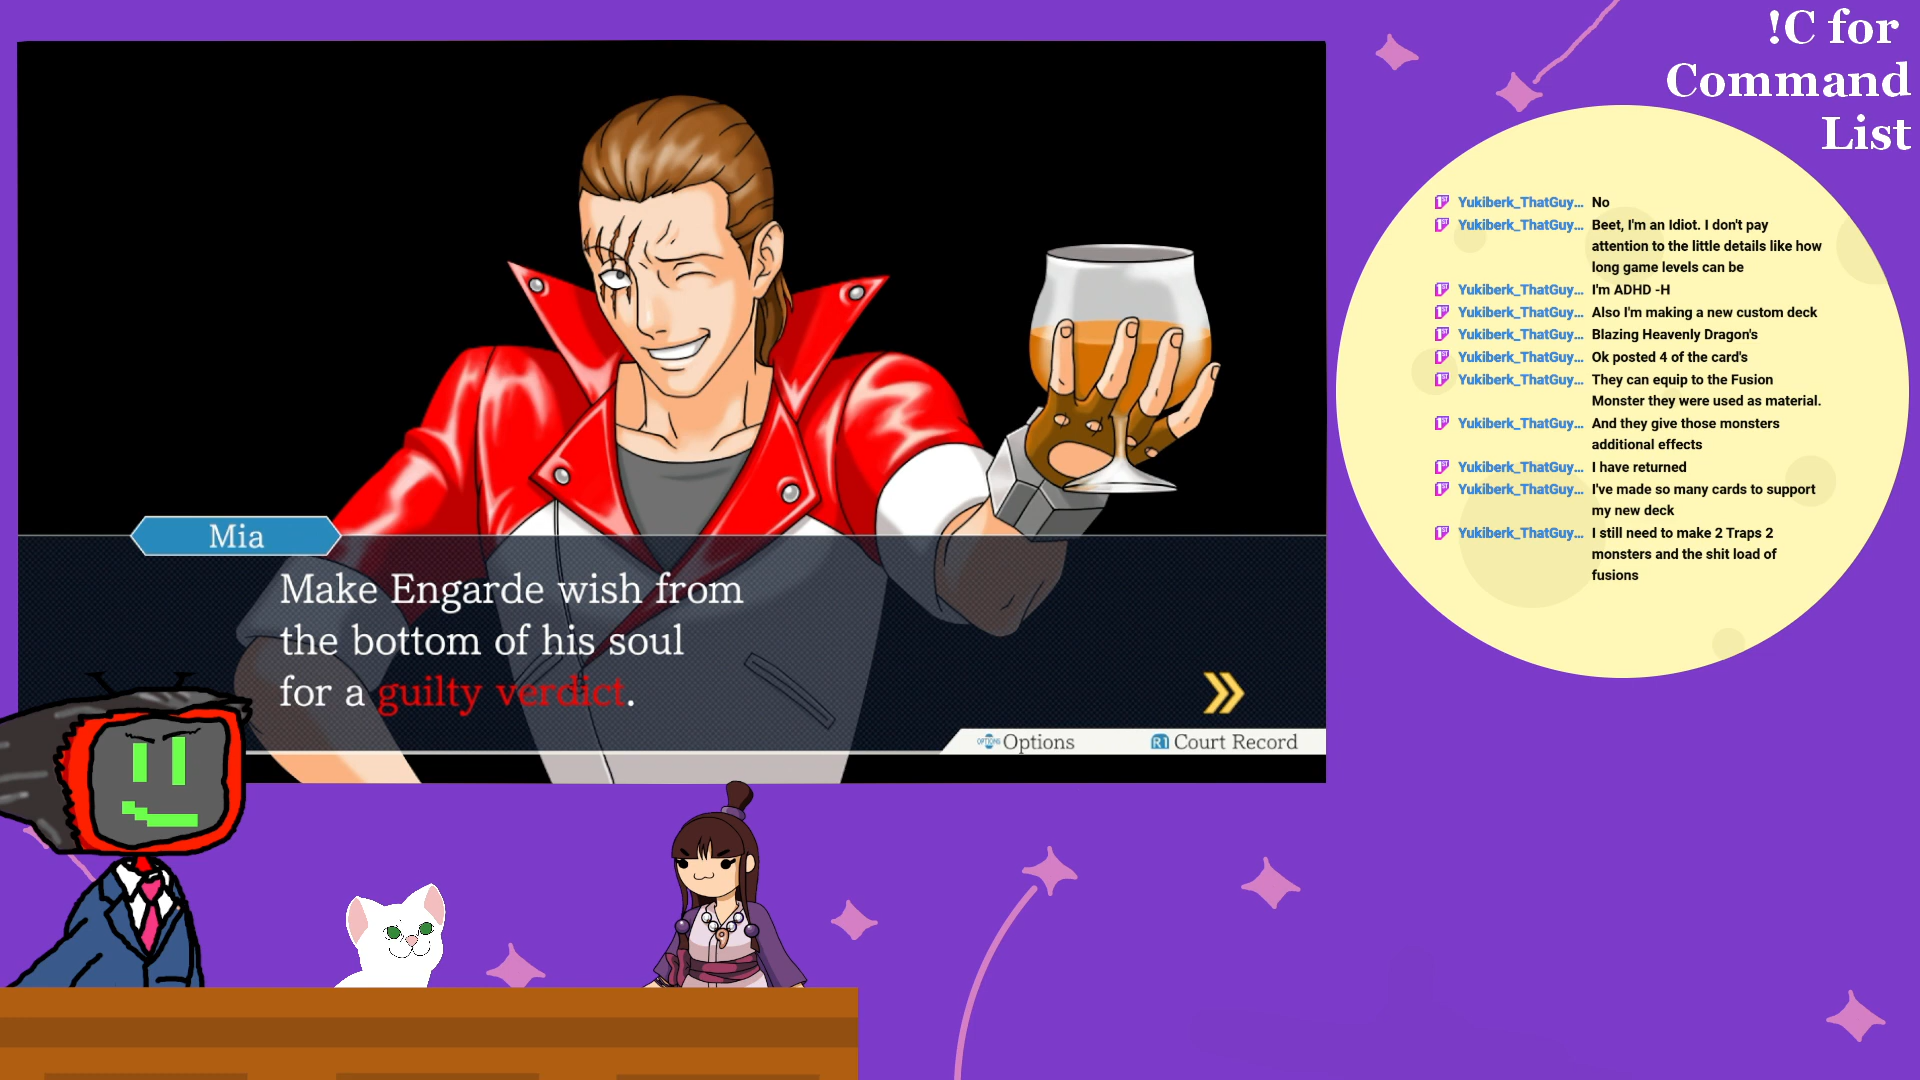 !C for
Command
List
Yukiberk_ThatGuy... No
Yukiberk_ThatGuy... Beet, I'm an Idiot. I don't pay
attention to the little details like how
long game levels can be
Yukiberk_ThatGuy... I'm ADHD -H
Yukiberk_ThatGuy... Also I'm making a new custom deck
Yukiberk_ThatGuy... Blazing Heavenly Dragon's
Yukiberk_ThatGuy... Ok posted 4 of the card's
Yukiberk_ThatGuy... They can equip to the Fusion
Monster they were used as material.
Yukiberk_ThatGuy... And they give those monsters
additional effects
Yukiberk_ThatGuy... I have returned
Yukiberk_ThatGuy... I've made so many cards to support
my new deck
Yukiberk_ThatGuy... I still need to make 2 Traps 2
monsters and the shit load of
fusions
Mia
Make Engarde wish from
the bottom of his soul
for a guilty verdict.
OPTIONS Options
R1 Court Record